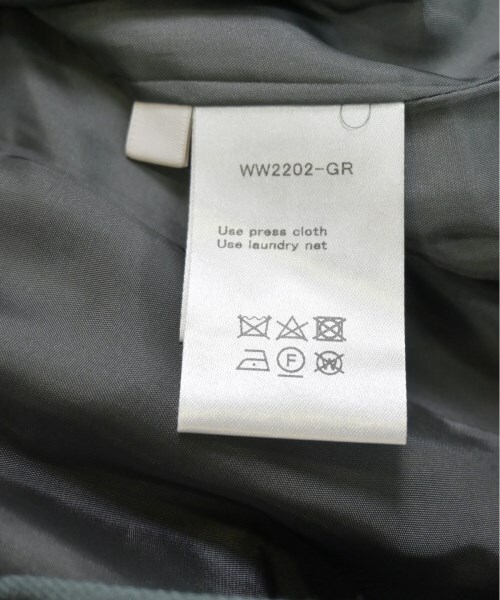 WW2202-GR
Use press cloth
Use laundry net
F
W